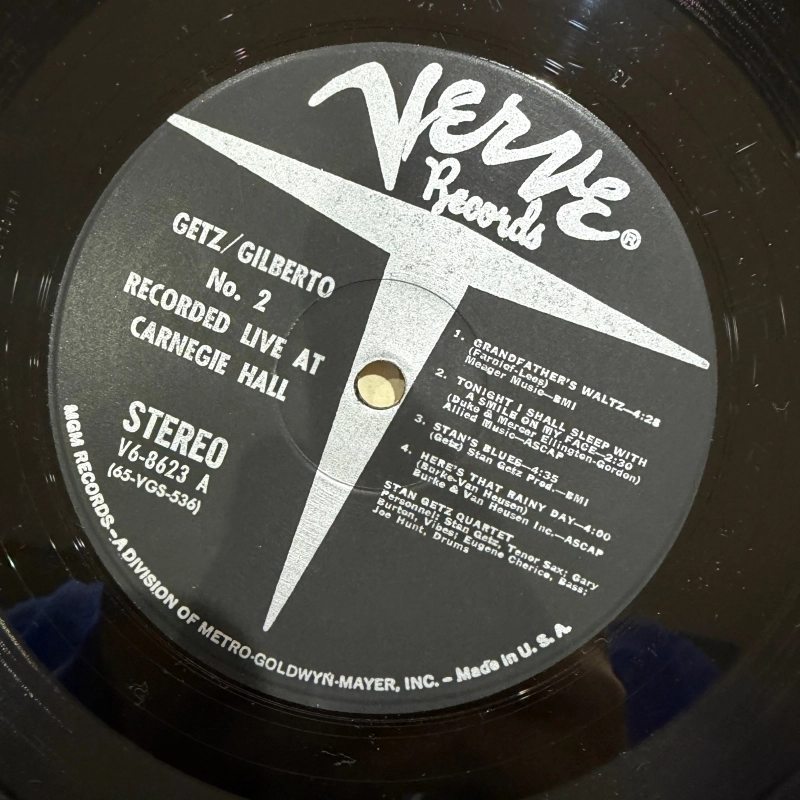 VERVE
Records®
GETZ/GILBERTO
No. 2
RECORDED LIVE AT
CARNEGIE HALL
STEREO
V6-8623 A
(65-VGS-536)
1. GRANDFATHER'S WALTZ—4:28
(Farnlof-Lees)
Meager Music—BMI
2. TONIGHT I SHALL SLEEP WITH
A SMILE ON MY FACE—2:30
(Duke & Mercer Ellington-Gordon)
Allied Music—ASCAP
3. STAN'S BLUES—4:35
(Getz) Stan Getz Prod.—BMI
4. HERE'S THAT RAINY DAY—4:00
(Burke-Van Heusen)
Burke & Van Heusen Inc.—ASCAP
STAN GETZ QUARTET
Personnel: Stan Getz, Tenor Sax; Gary
Burton, Vibes; Eugene Cherico, Bass;
Joe Hunt, Drums
MGM RECORDS—A DIVISION OF METRO-GOLDWYN-MAYER, INC. – Made in U. S. A.